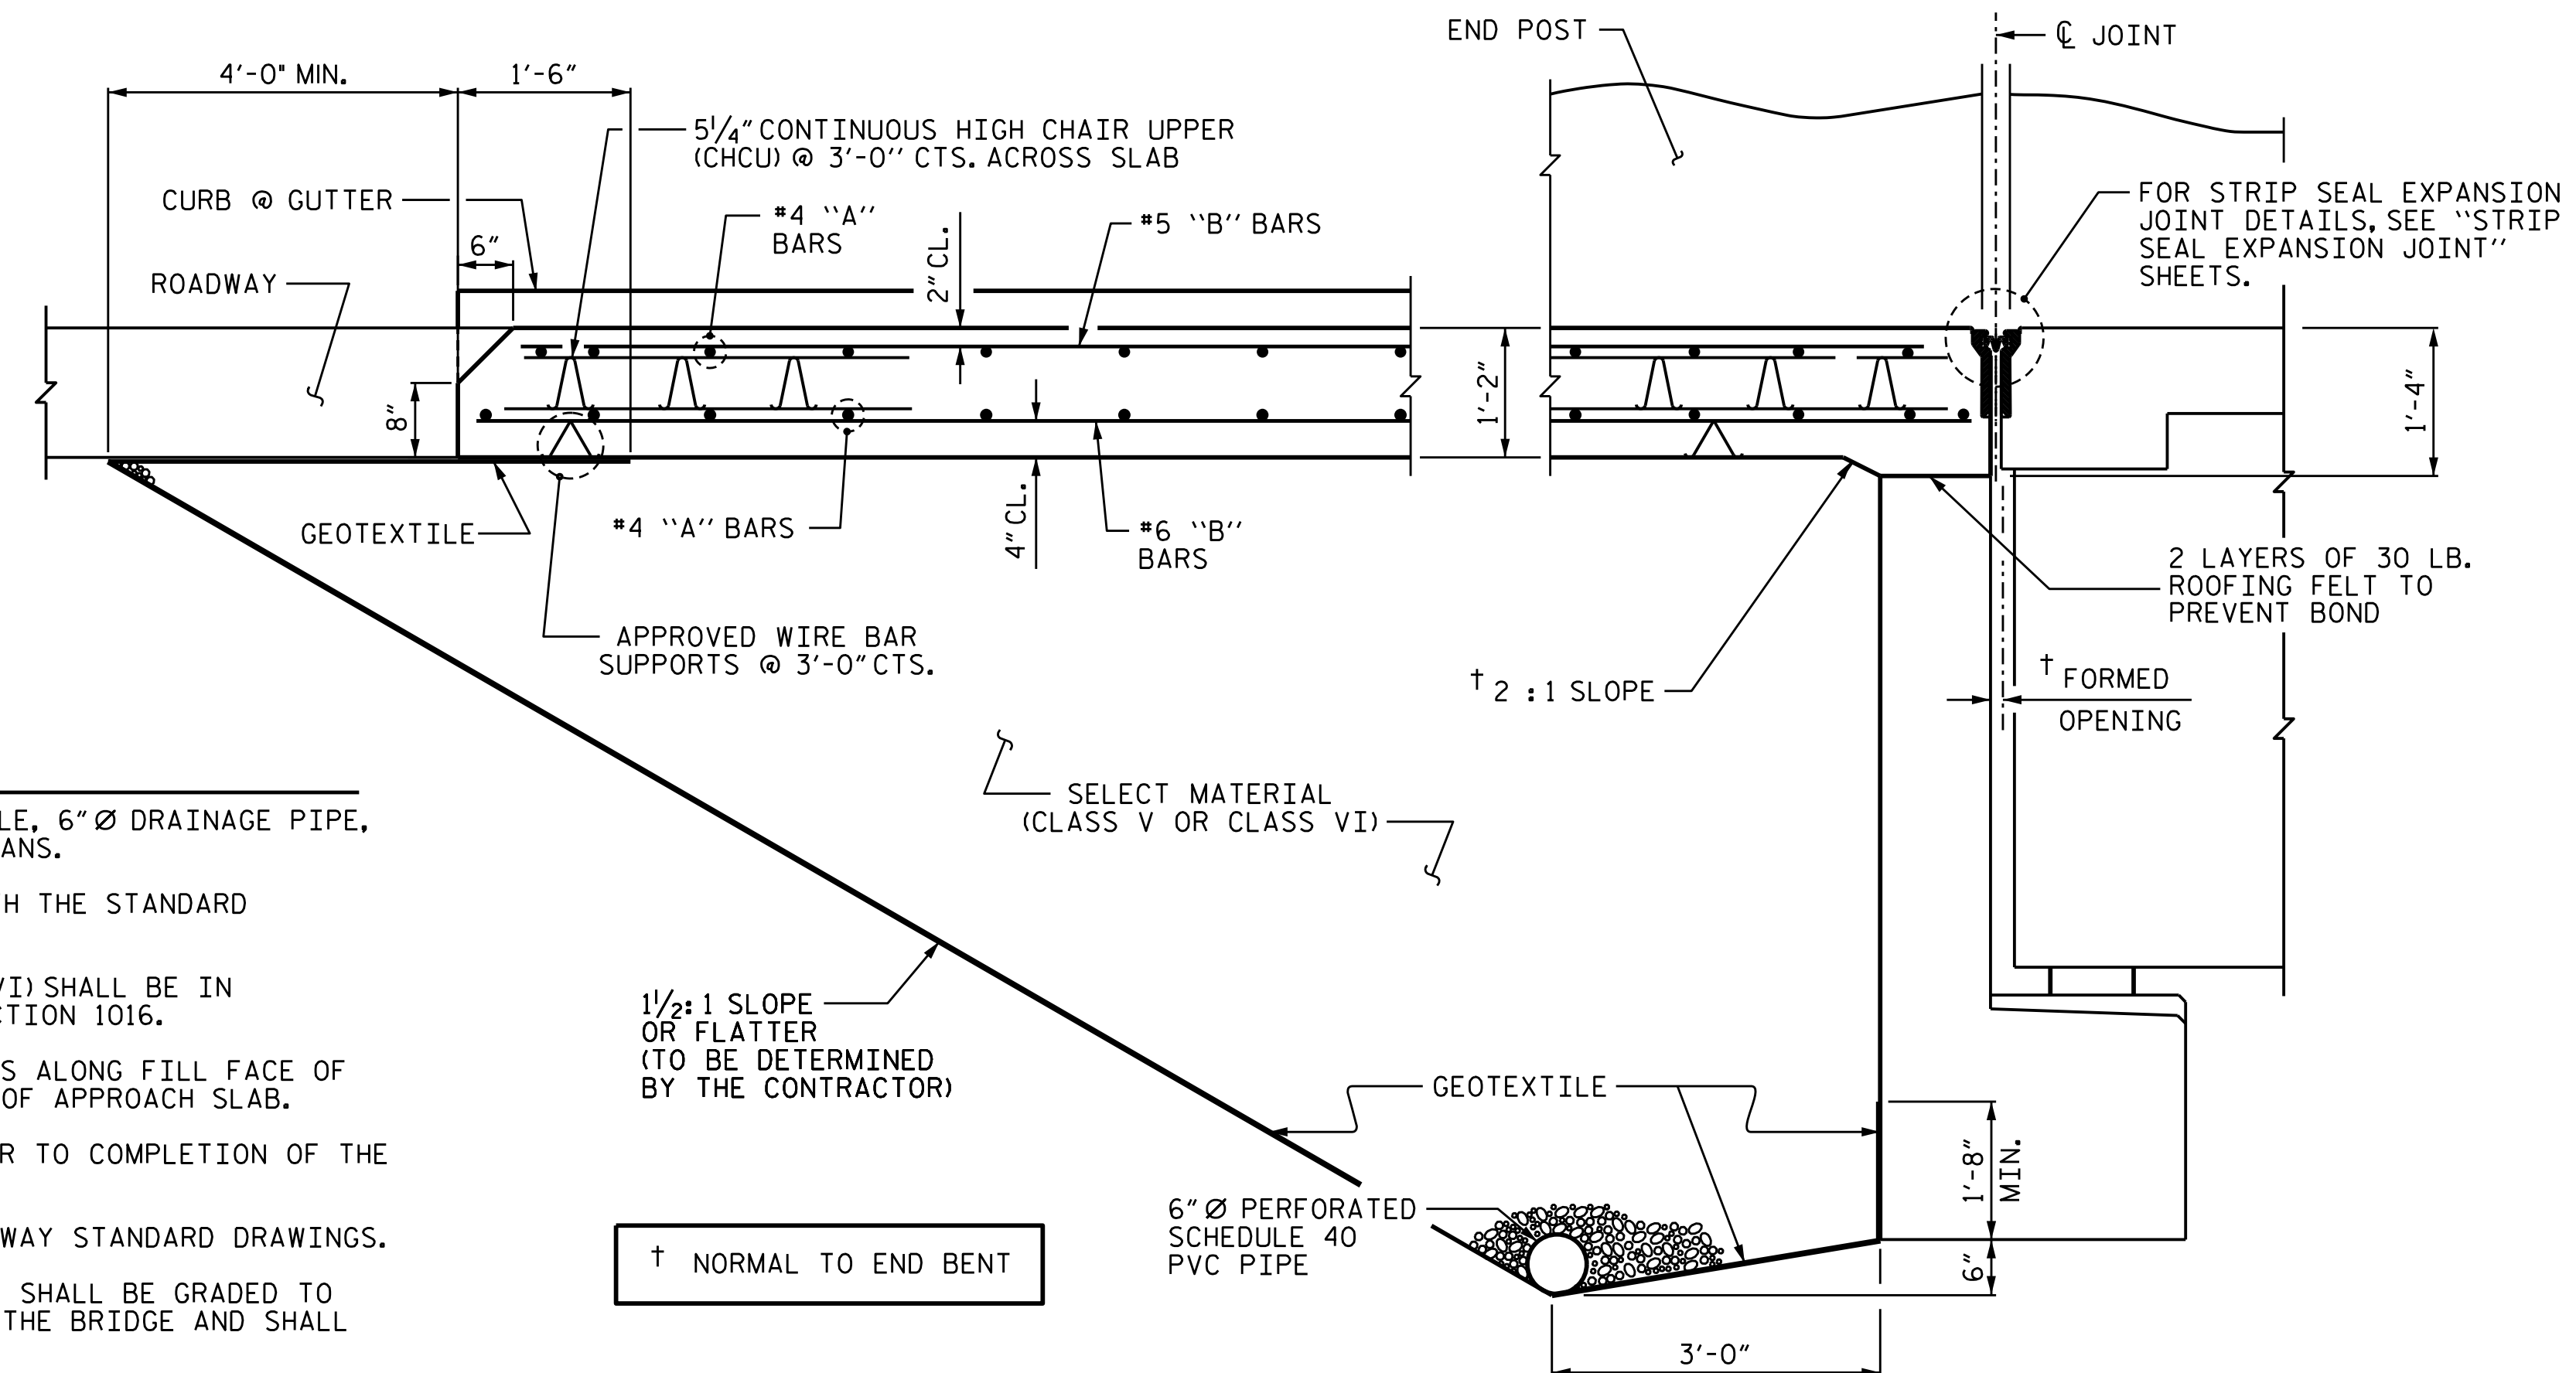 END POST
℄ JOINT
4'-0" MIN.
1'-6"
5 1/4" CONTINUOUS HIGH CHAIR UPPER
(CHCU) @ 3'-0" CTS. ACROSS SLAB
CURB @ GUTTER
#4 "A"
BARS
#5 "B" BARS
FOR STRIP SEAL EXPANSION
JOINT DETAILS, SEE "STRIP
SEAL EXPANSION JOINT"
SHEETS.
6"
2" CL.
ROADWAY
8"
1'-2"
1'-4"
GEOTEXTILE
#4 "A" BARS
4" CL.
#6 "B"
BARS
2 LAYERS OF 30 LB.
ROOFING FELT TO
PREVENT BOND
APPROVED WIRE BAR
SUPPORTS @ 3'-0" CTS.
† 2 : 1 SLOPE
† FORMED
OPENING
SELECT MATERIAL
(CLASS V OR CLASS VI)
LE, 6" Ø DRAINAGE PIPE,
ANS.
H THE STANDARD
VI) SHALL BE IN
CTION 1016.
S ALONG FILL FACE OF
OF APPROACH SLAB.
R TO COMPLETION OF THE
WAY STANDARD DRAWINGS.
SHALL BE GRADED TO
THE BRIDGE AND SHALL
1 1/2 : 1 SLOPE
OR FLATTER
(TO BE DETERMINED
BY THE CONTRACTOR)
GEOTEXTILE
1'-8"
MIN.
6" Ø PERFORATED
SCHEDULE 40
PVC PIPE
6"
† NORMAL TO END BENT
3'-0"